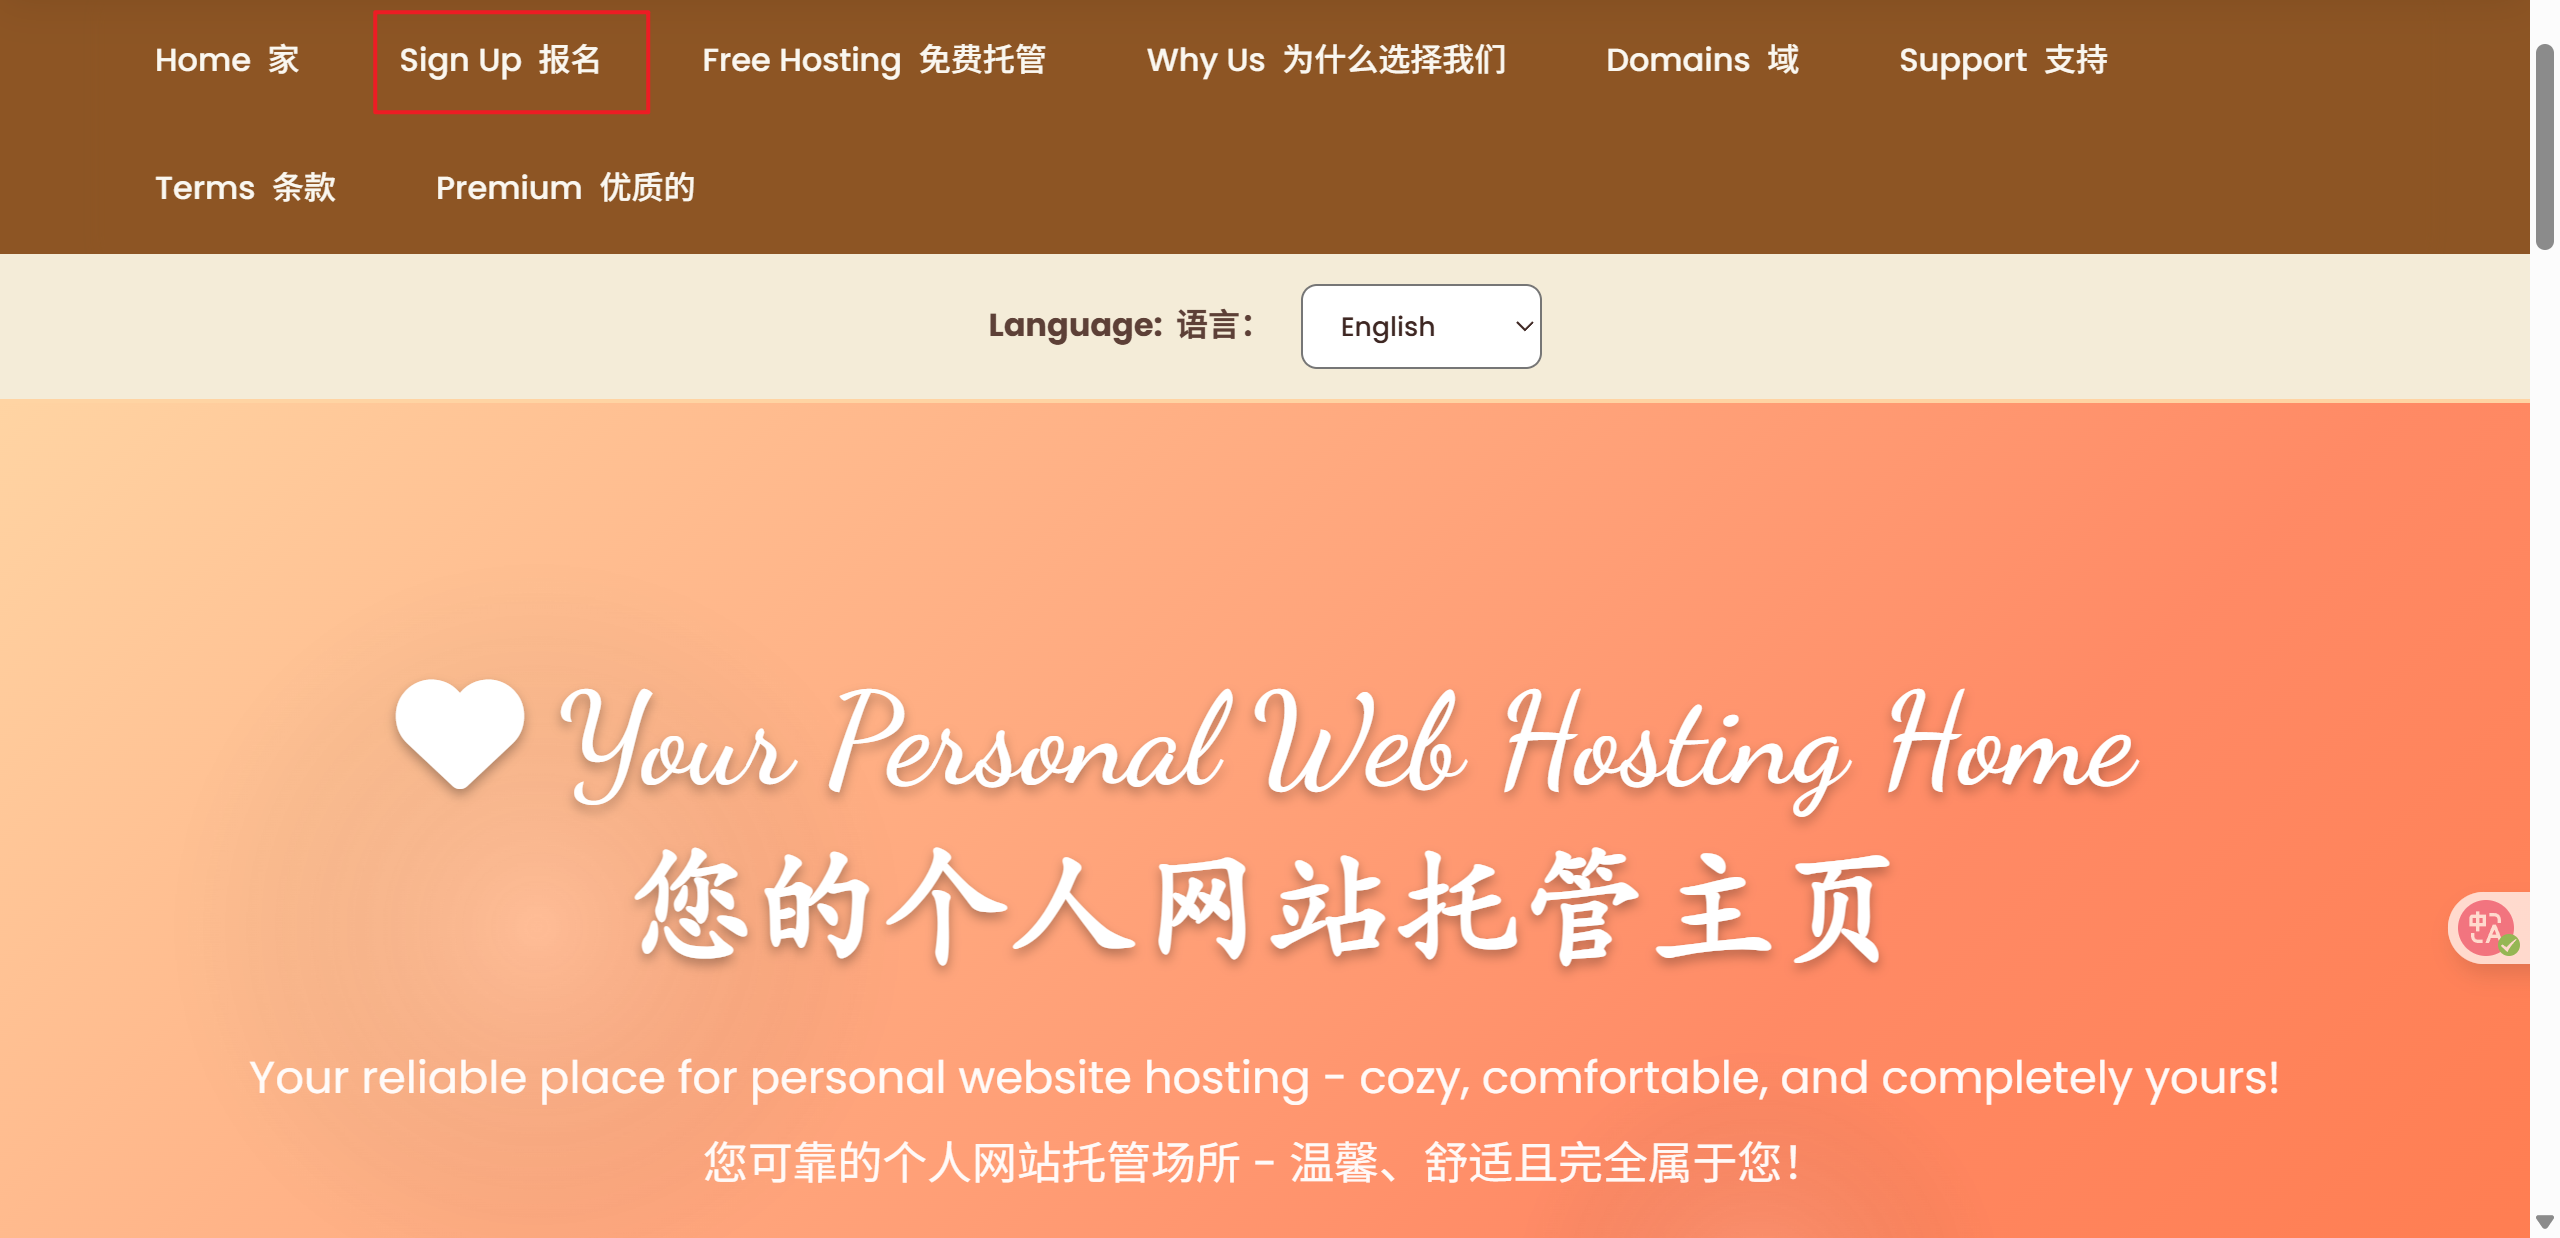 Home 家 Sign Up 报名 Free Hosting 免费托管 Why Us 为什么选择我们 Domains 域 Support 支持
Terms 条款 Premium 优质的
Language: 语言： English
Your Personal Web Hosting Home
您的个人网站托管主页
Your reliable place for personal website hosting - cozy, comfortable, and completely yours!
您可靠的个人网站托管场所 - 温馨、舒适且完全属于您！
中A